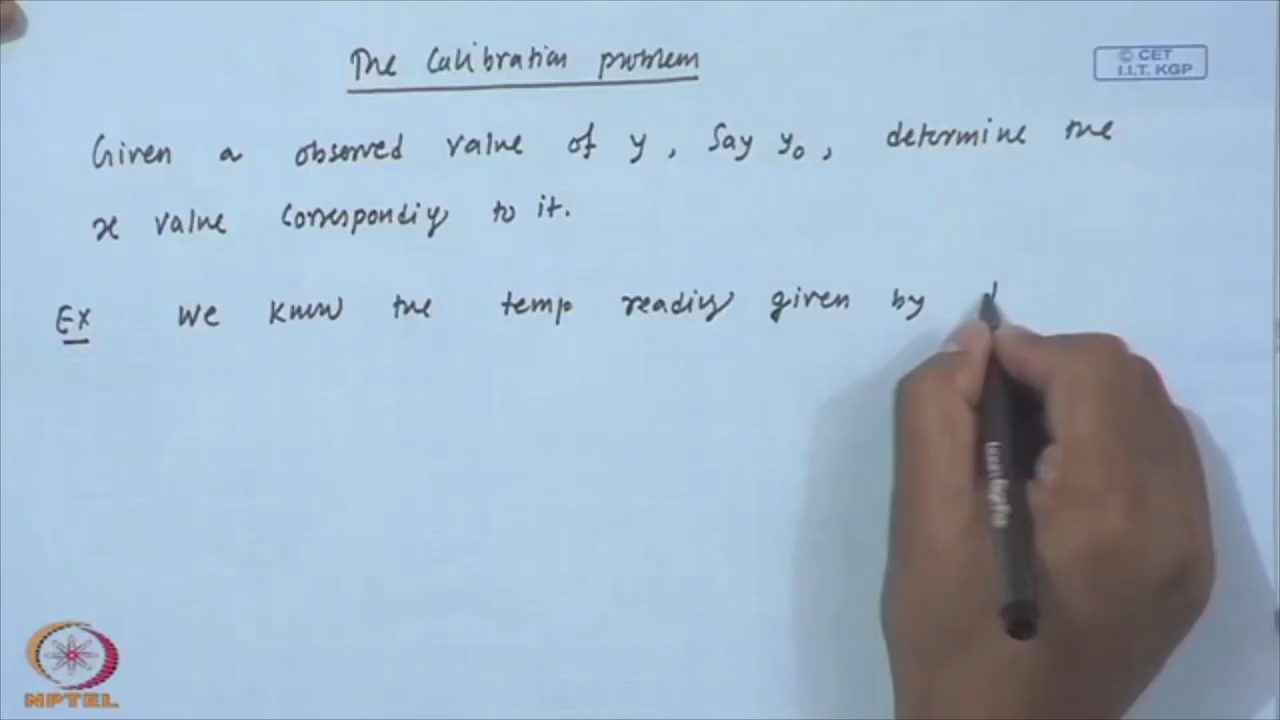 The Calibration problem
© CET
I.I.T. KGP
Given a observed value of y, Say y₀, determine the
x value corresponding to it.
Ex We know the temp reading given by
NPTEL